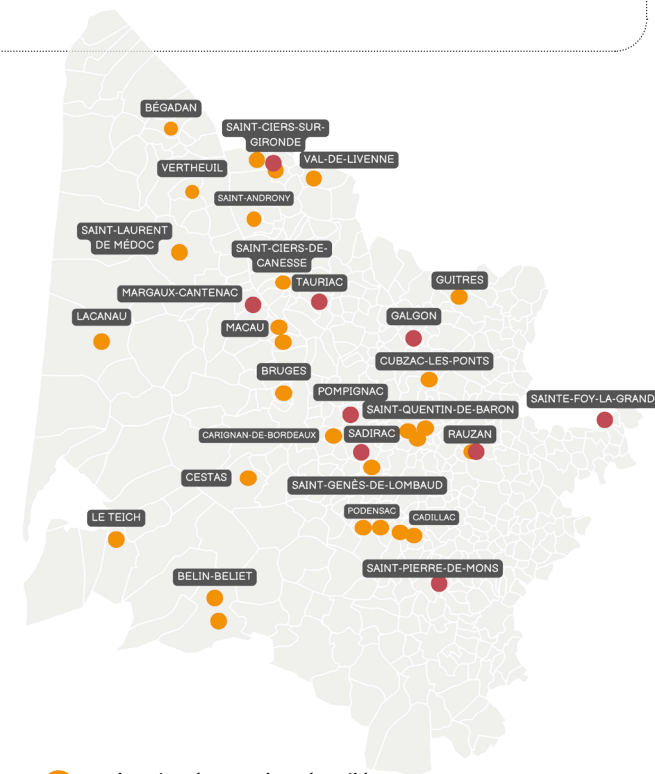 BÉGADAN
SAINT-CIERS-SUR-
GIRONDE
VAL-DE-LIVENNE
VERTHEUIL
SAINT-ANDRONY
SAINT-LAURENT
DE MÉDOC
SAINT-CIERS-DE-
CANESSE
TAURIAC
GUITRES
MARGAUX-CANTENAC
LACANAU
GALGON
MACAU
CUBZAC-LES-PONTS
BRUGES
POMPIGNAC
SAINTE-FOY-LA-GRAND
SAINT-QUENTIN-DE-BARON
CARIGNAN-DE-BORDEAUX
SADIRAC
RAUZAN
CESTAS
SAINT-GENÈS-DE-LOMBAUD
PODENSAC
CADILLAC
LE TEICH
SAINT-PIERRE-DE-MONS
BELIN-BELIET